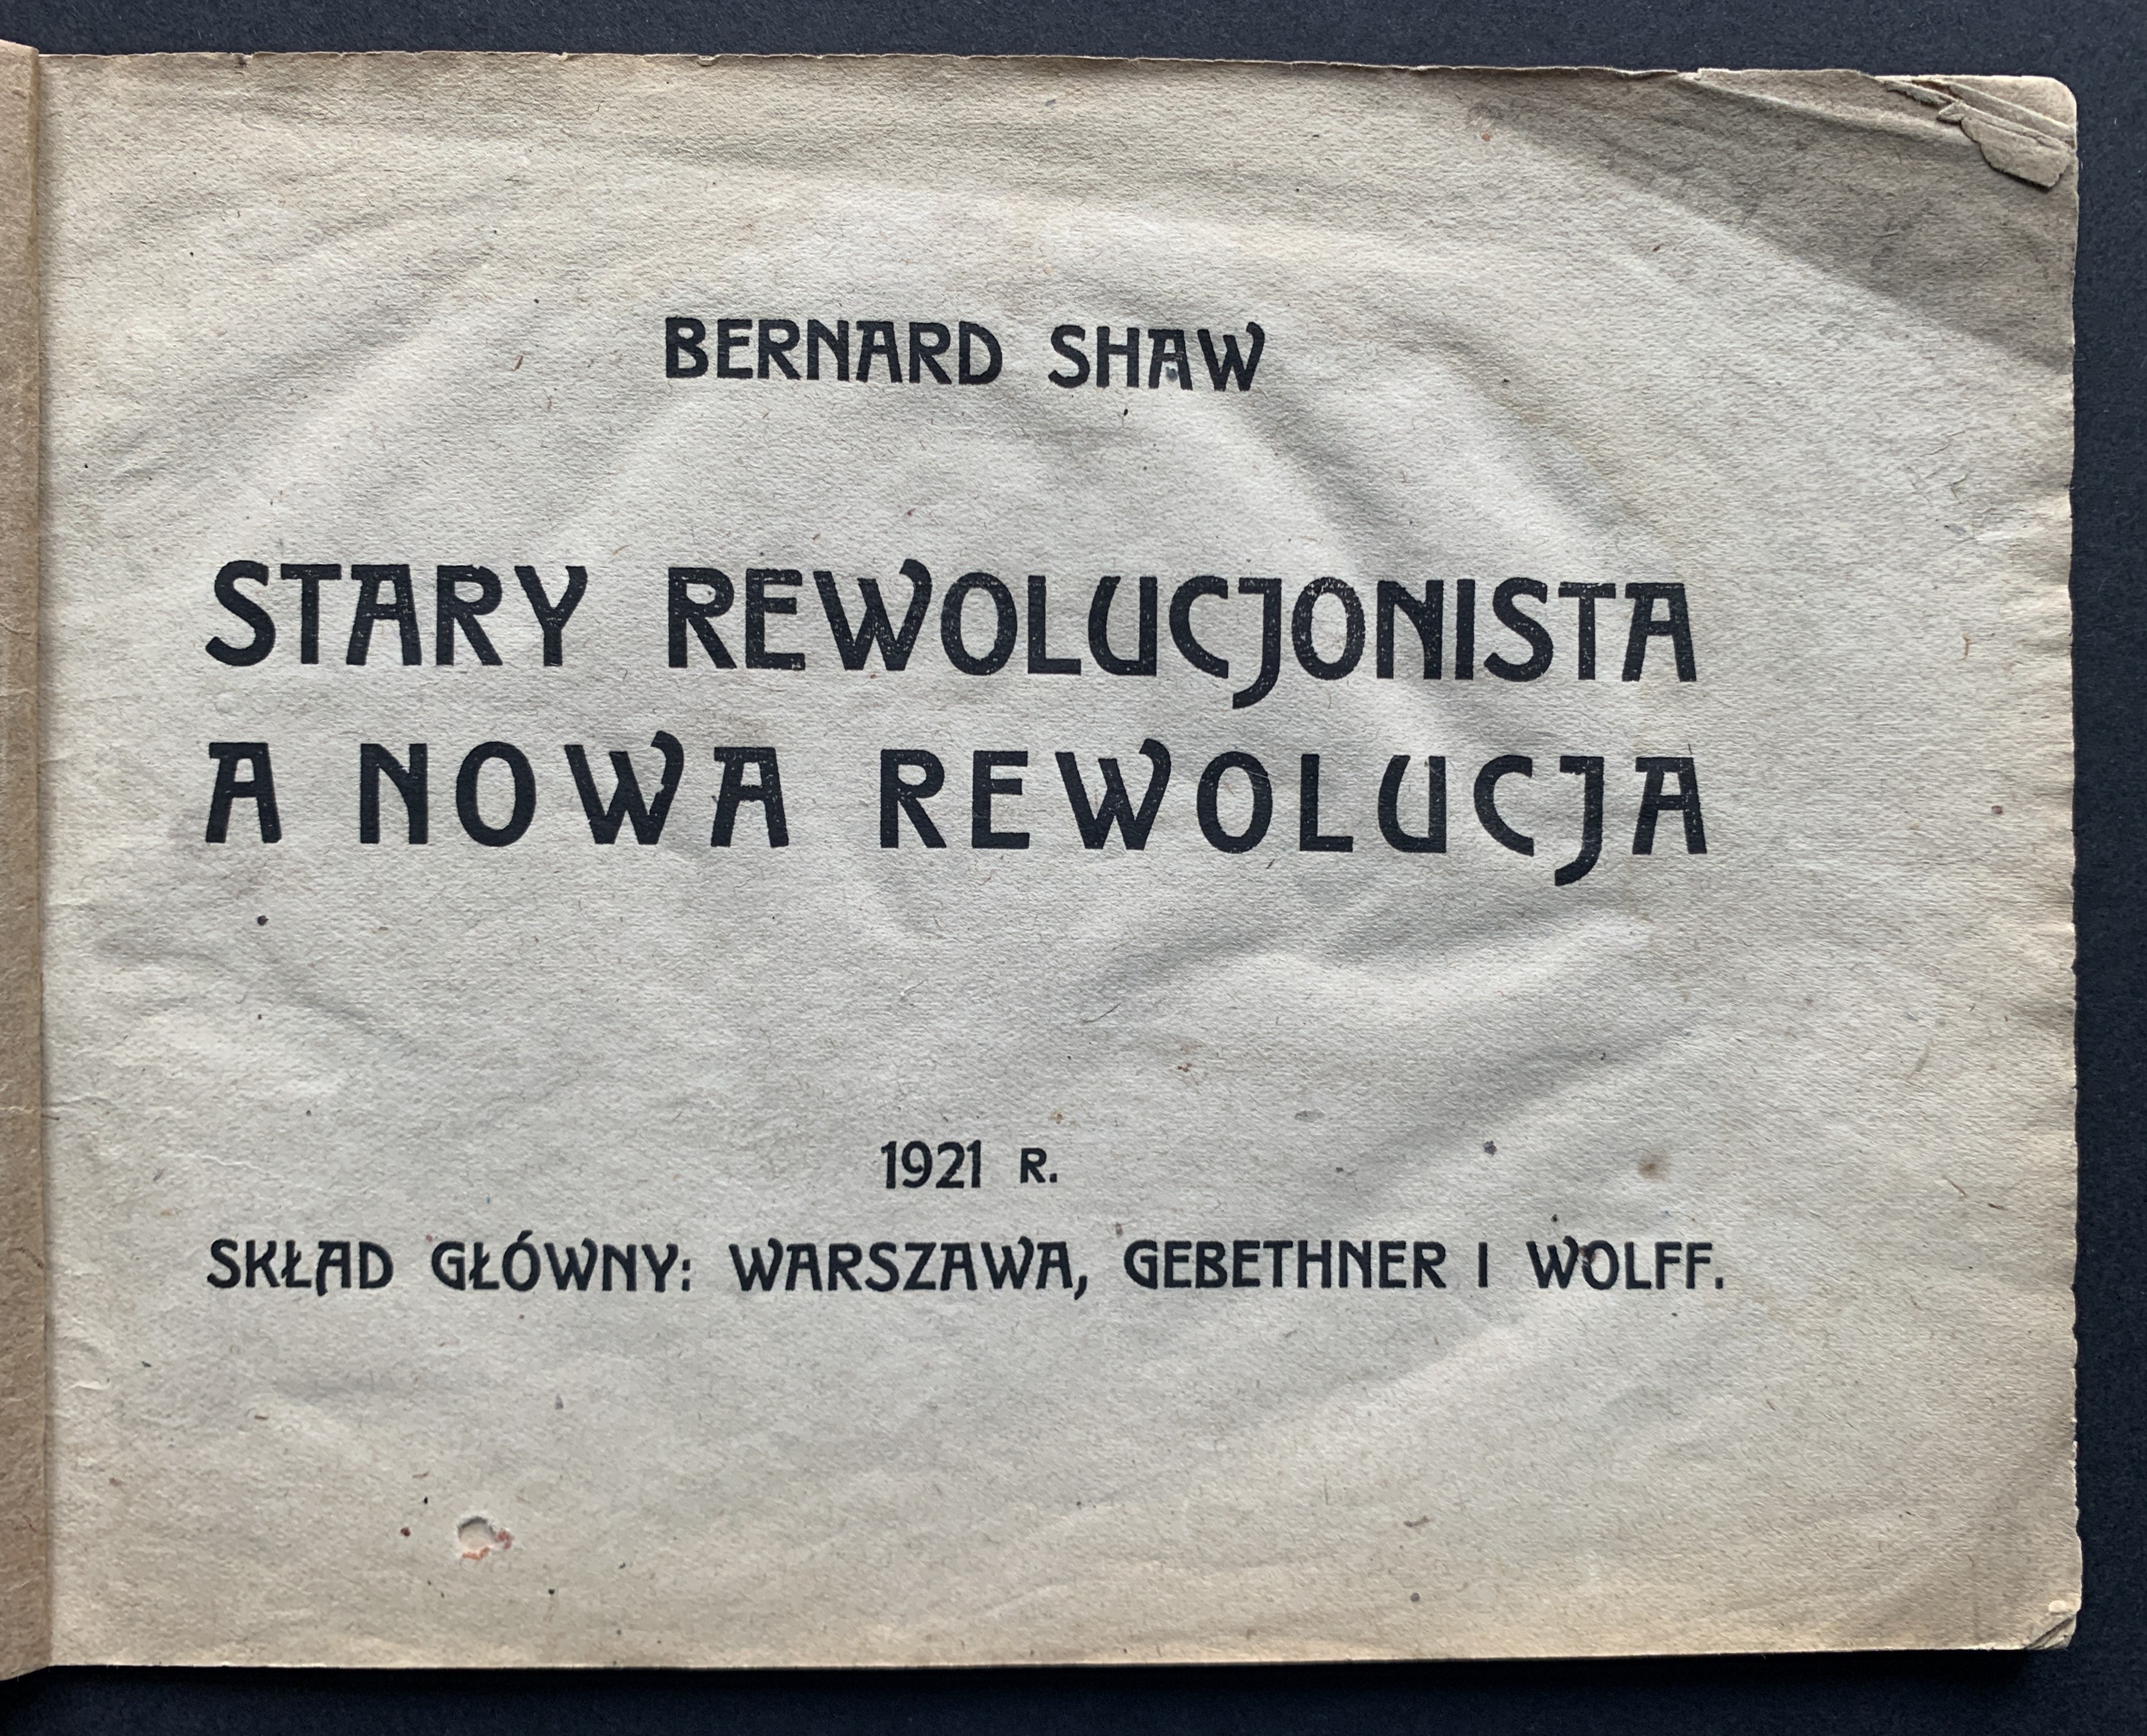 BERNARD SHAW
STARY REWOLUCJONISTA
A NOWA REWOLUCJA
1921 R.
SKŁAD GŁÓWNY: WARSZAWA, GEBETHNER I WOLFF.